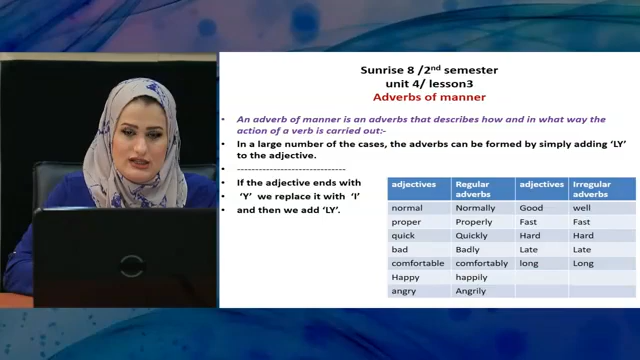 Sunrise 8 /2nd semester
unit 4/ lesson3
Adverbs of manner
• An adverb of manner is an adverbs that describes how and in what way the
action of a verb is carried out:-
• In a large number of the cases, the adverbs can be formed by simply adding ‘LY’
to the adjective.
• ------------------------------
• If the adjective ends with
• ‘Y’ we replace it with ‘I’
• and then we add ‘LY’.
adjectives Regular adverbs adjectives Irregular adverbs
normal Normally Good well
proper Properly Fast Fast
quick Quickly Hard Hard
bad Badly Late Late
comfortable comfortably long Long
Happy happily
angry Angrily